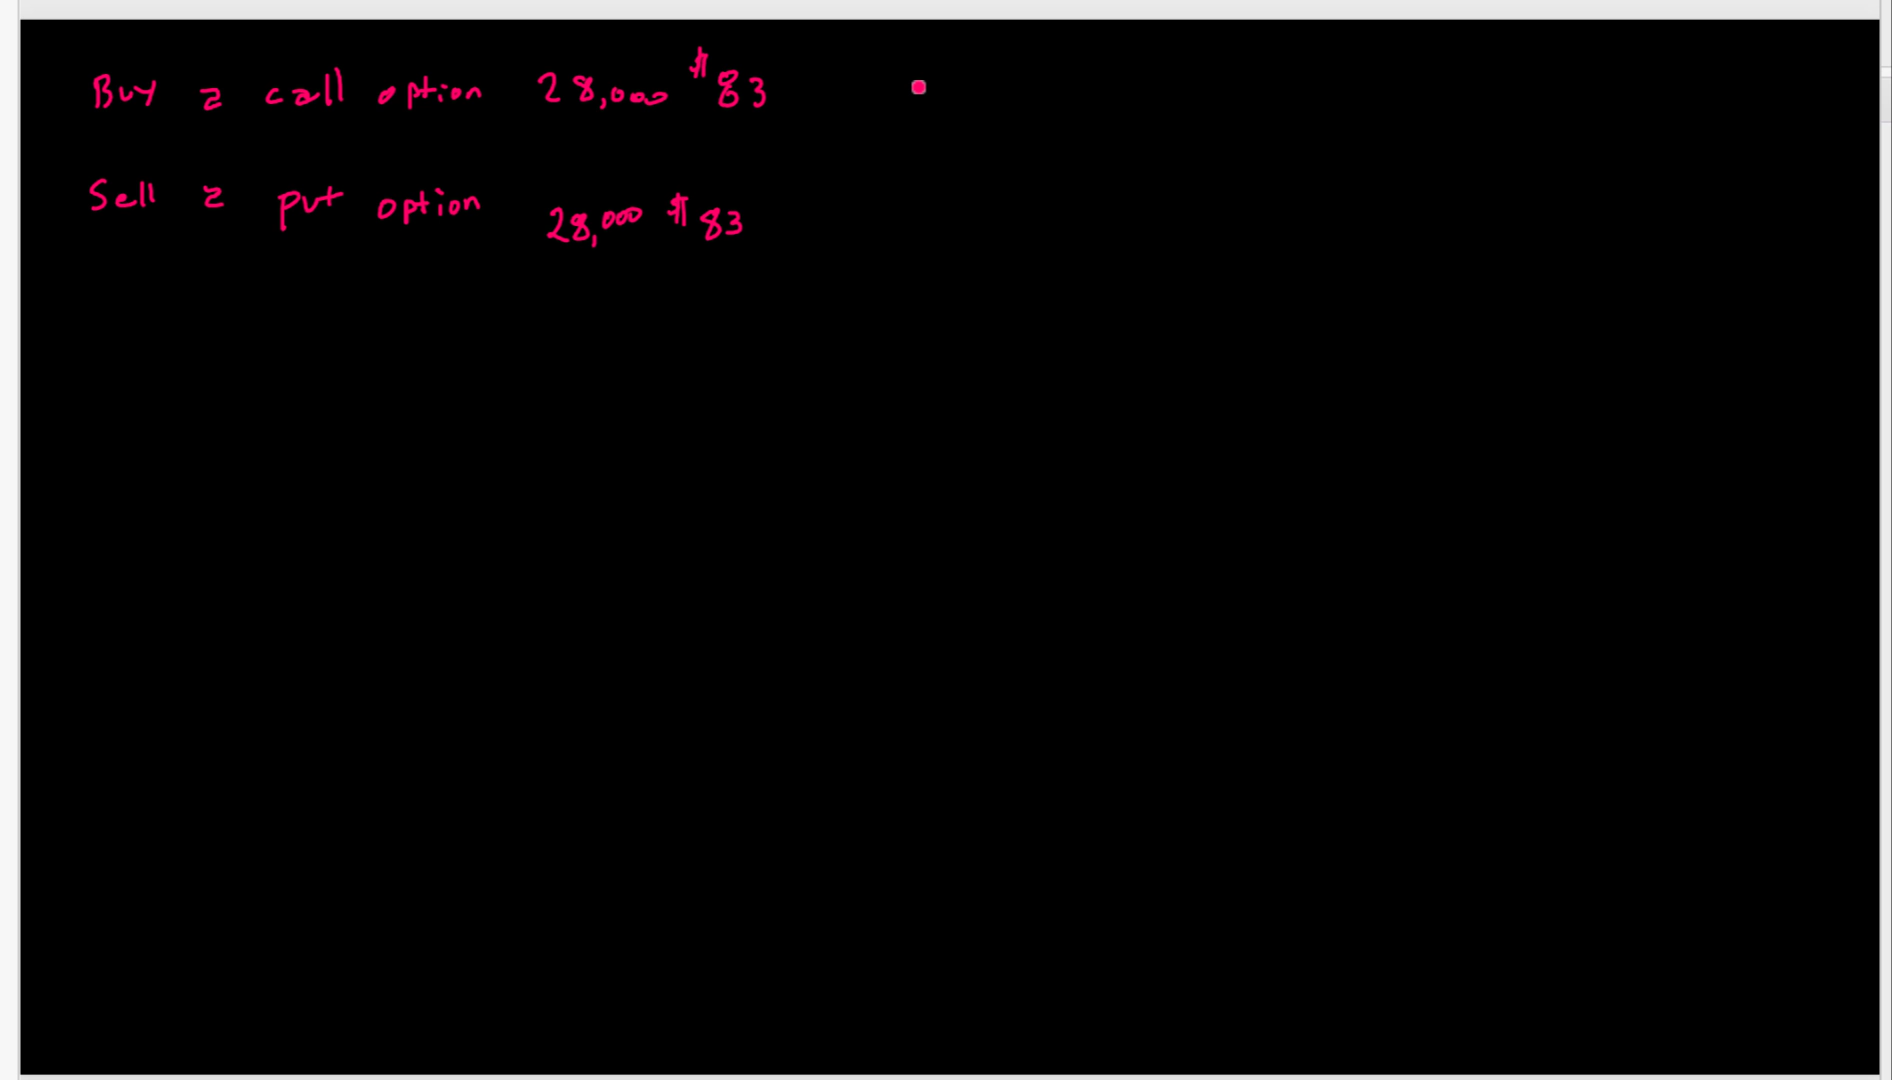 Buy a call option 28,000 $83
Sell a put option 28,000 $83